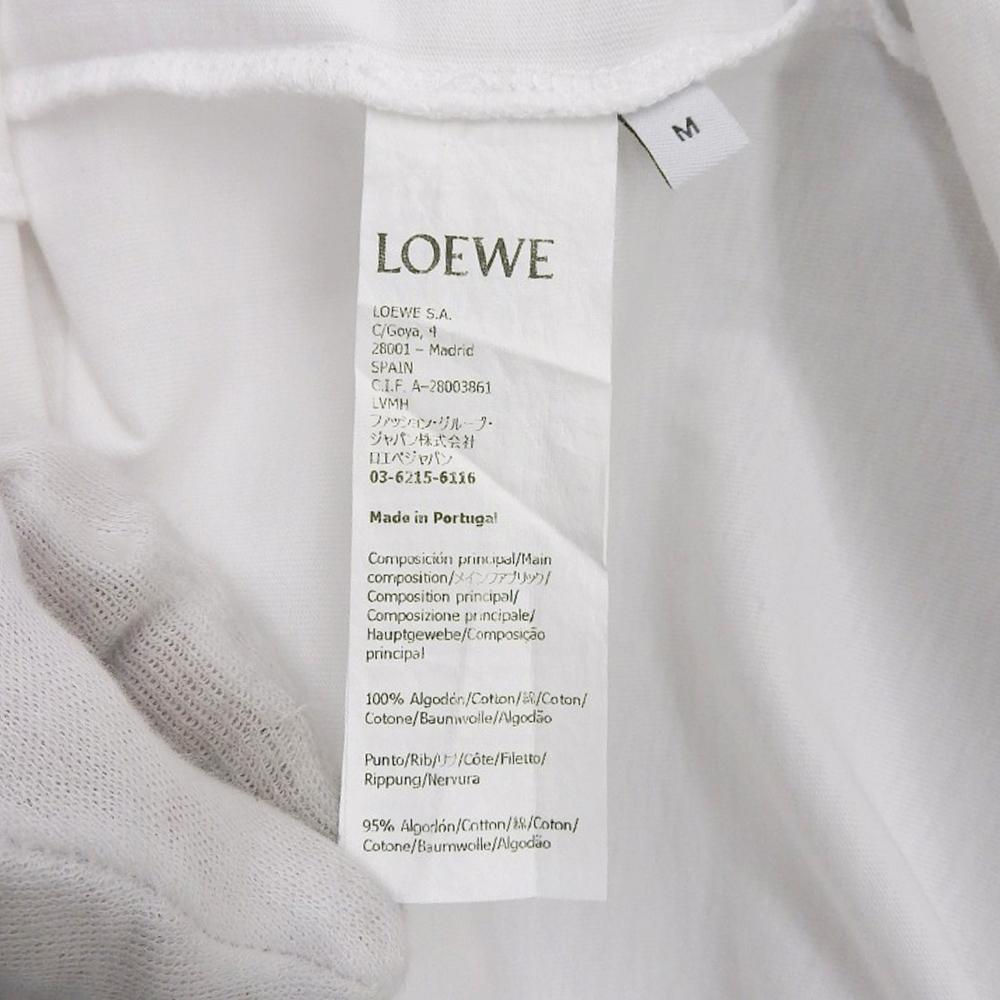 M
LOEWE
LOEWE S.A.
C/Goya, 4
28001 – Madrid
SPAIN
C.I.F. A-28003861
LVMH
ファッション・グループ・
ジャパン株式会社
ロエベジャパン
03-6215-6116
Made in Portugal
Composición principal/Main
composition/メインファブリック/
Composition principal/
Composizione principale/
Hauptgewebe/Composição
principal
100% Algodón/Cotton/綿/Coton/
Cotone/Baumwolle/Algodão
Punto/Rib/リブ/Côte/Filetto/
Rippung/Nervura
95% Algodón/Cotton/綿/Coton/
Cotone/Baumwolle/Algodão